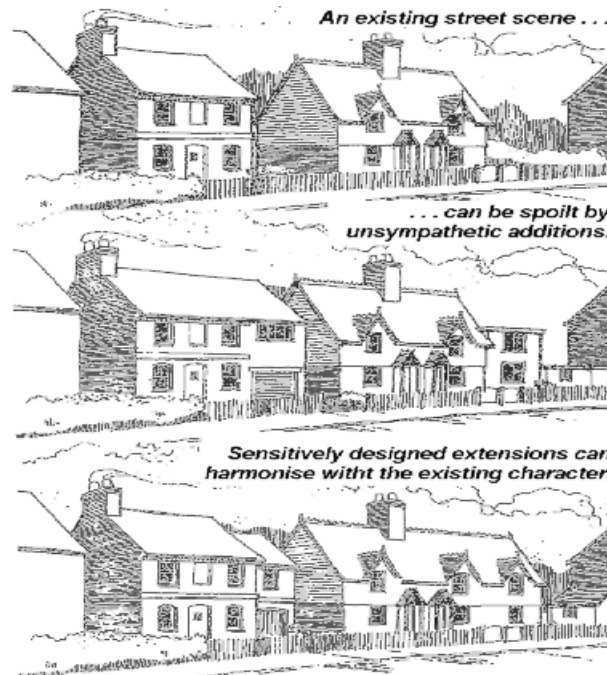 An existing street scene . . .
. . . can be spoilt by
unsympathetic additions.
Sensitively designed extensions can
harmonise witht the existing character